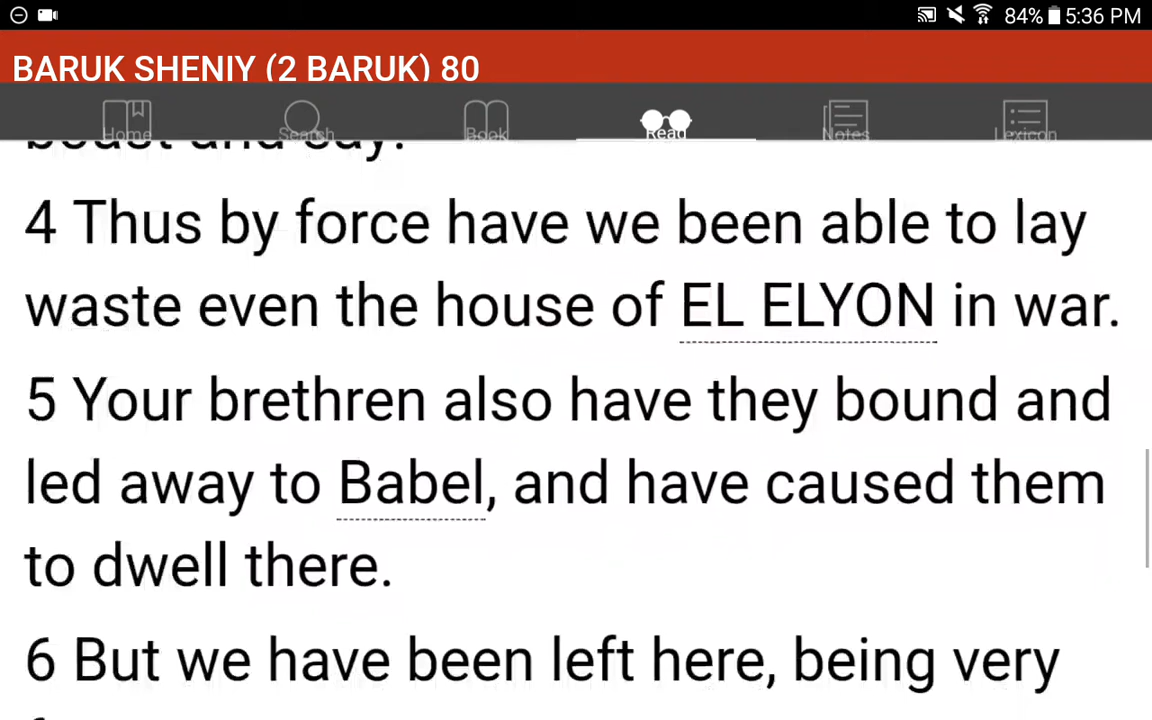 84% 5:36 PM
BARUK SHENIY (2 BARUK) 80
Home Search Book Read Notes Lexicon
boast and say:
4 Thus by force have we been able to lay
waste even the house of EL ELYON in war.
5 Your brethren also have they bound and
led away to Babel, and have caused them
to dwell there.
6 But we have been left here, being very